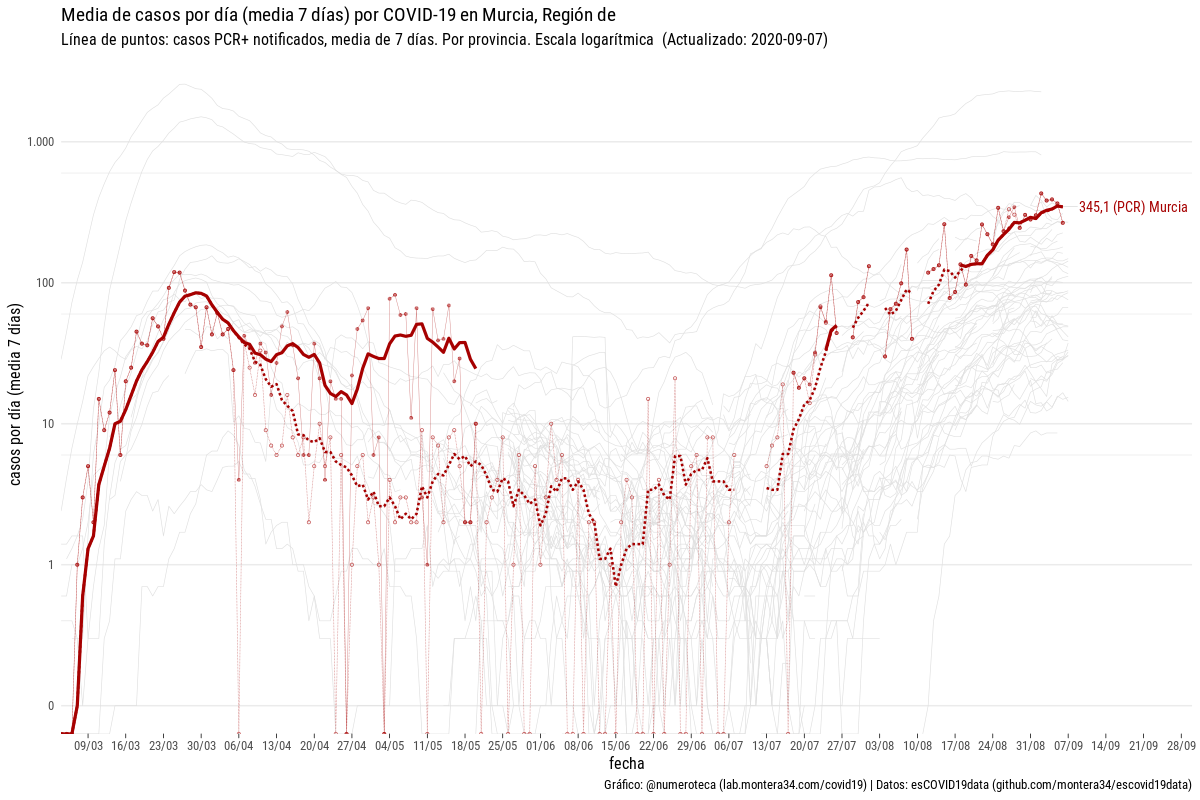 Media de casos por día (media 7 días) por COVID-19 en Murcia, Región de
Línea de puntos: casos PCR+ notificados, media de 7 días. Por provincia. Escala logarítmica  (Actualizado: 2020-09-07)
casos por día (media 7 días)
1.000
100
10
1
0
345,1 (PCR) Murcia
09/03 16/03 23/03 30/03 06/04 13/04 20/04 27/04 04/05 11/05 18/05 25/05 01/06 08/06 15/06 22/06 29/06 06/07 13/07 20/07 27/07 03/08 10/08 17/08 24/08 31/08 07/09 14/09 21/09 28/09
fecha
Gráfico: @numeroteca (lab.montera34.com/covid19) | Datos: esCOVID19data (github.com/montera34/escovid19data)